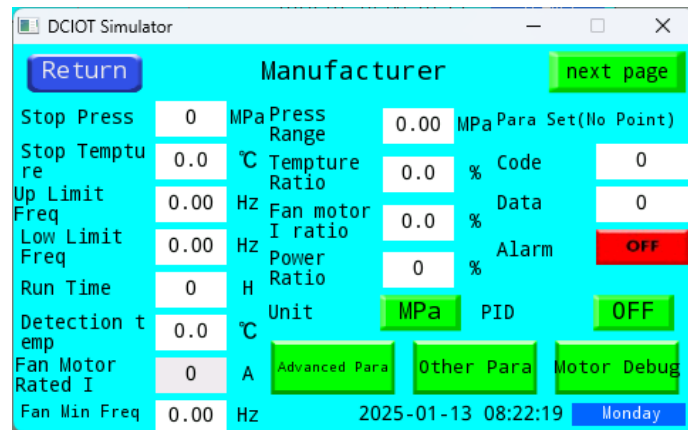 DCIOT Simulator
Return
Manufacturer
next page
Stop Press
0
MPa
Stop Temptu
re
0.0
℃
Up Limit
Freq
0.00
Hz
Low Limit
Freq
0.00
Hz
Run Time
0
H
Detection t
emp
0.0
℃
Fan Motor
Rated I
0
A
Fan Min Freq
0.00
Hz
Press
Range
0.00
MPa
Tempture
Ratio
0.0
%
Fan motor
I ratio
0.0
%
Power
Ratio
0
%
Unit
MPa
Para Set(No Point)
Code
0
Data
0
Alarm
OFF
PID
OFF
Advanced Para
Other Para
Motor Debug
2025-01-13 08:22:19
Monday